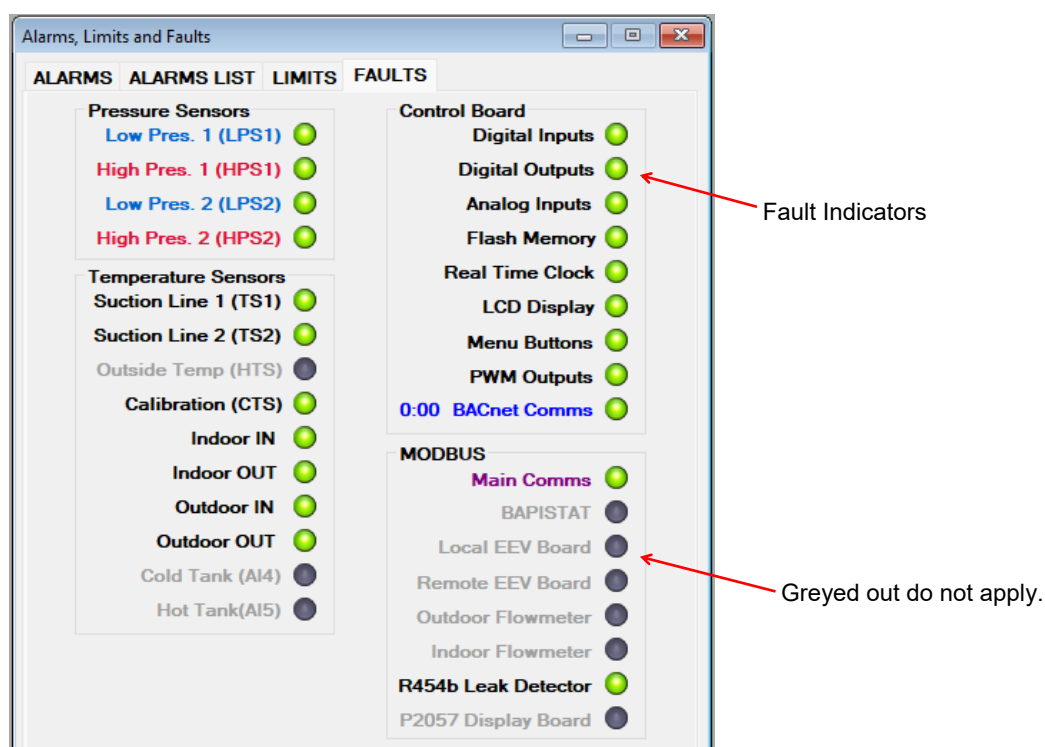 Alarms, Limits and Faults
ALARMS ALARMS LIST LIMITS FAULTS
Pressure Sensors
Low Pres. 1 (LPS1)
High Pres. 1 (HPS1)
Low Pres. 2 (LPS2)
High Pres. 2 (HPS2)
Temperature Sensors
Suction Line 1 (TS1)
Suction Line 2 (TS2)
Outside Temp (HTS)
Calibration (CTS)
Indoor IN
Indoor OUT
Outdoor IN
Outdoor OUT
Cold Tank (AI4)
Hot Tank(AI5)
Control Board
Digital Inputs
Digital Outputs
Analog Inputs
Flash Memory
Real Time Clock
LCD Display
Menu Buttons
PWM Outputs
0:00 BACnet Comms
MODBUS
Main Comms
BAPISTAT
Local EEV Board
Remote EEV Board
Outdoor Flowmeter
Indoor Flowmeter
R454b Leak Detector
P2057 Display Board
Fault Indicators
Greyed out do not apply.